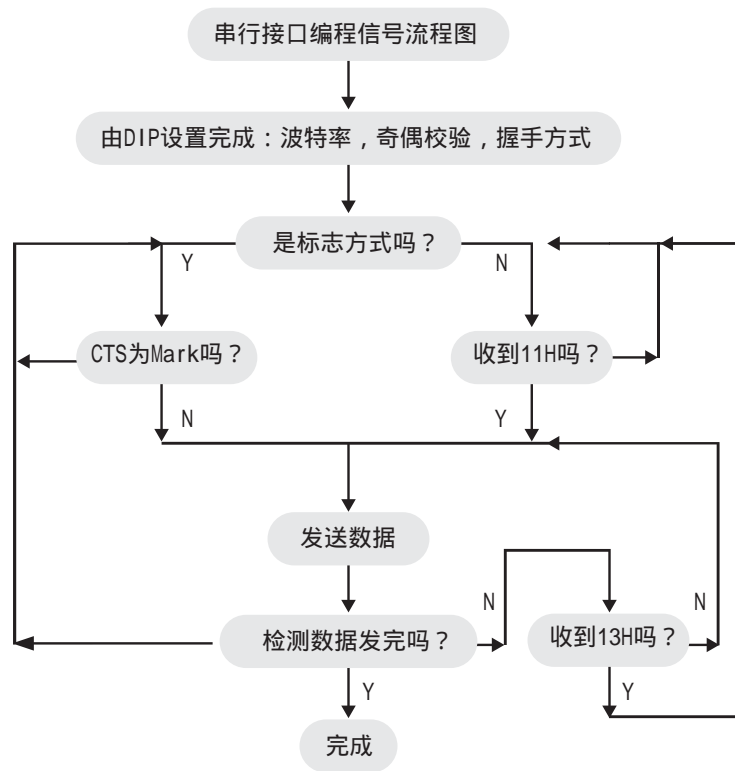 串行接口编程信号流程图
由DIP设置完成：波特率，奇偶校验，握手方式
是标志方式吗？
Y
N
CTS为Mark吗？
收到11H吗？
N
Y
发送数据
N
N
检测数据发完吗？
收到13H吗？
Y
Y
完成